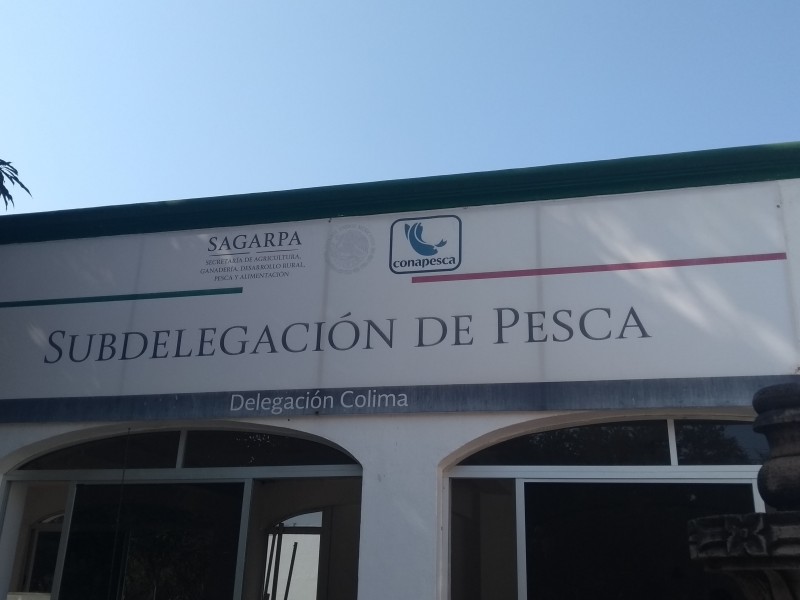 SAGARPA
SECRETARÍA DE AGRICULTURA,
GANADERÍA, DESARROLLO RURAL,
PESCA Y ALIMENTACIÓN
conapesca
SUBDELEGACIÓN DE PESCA
Delegación Colima